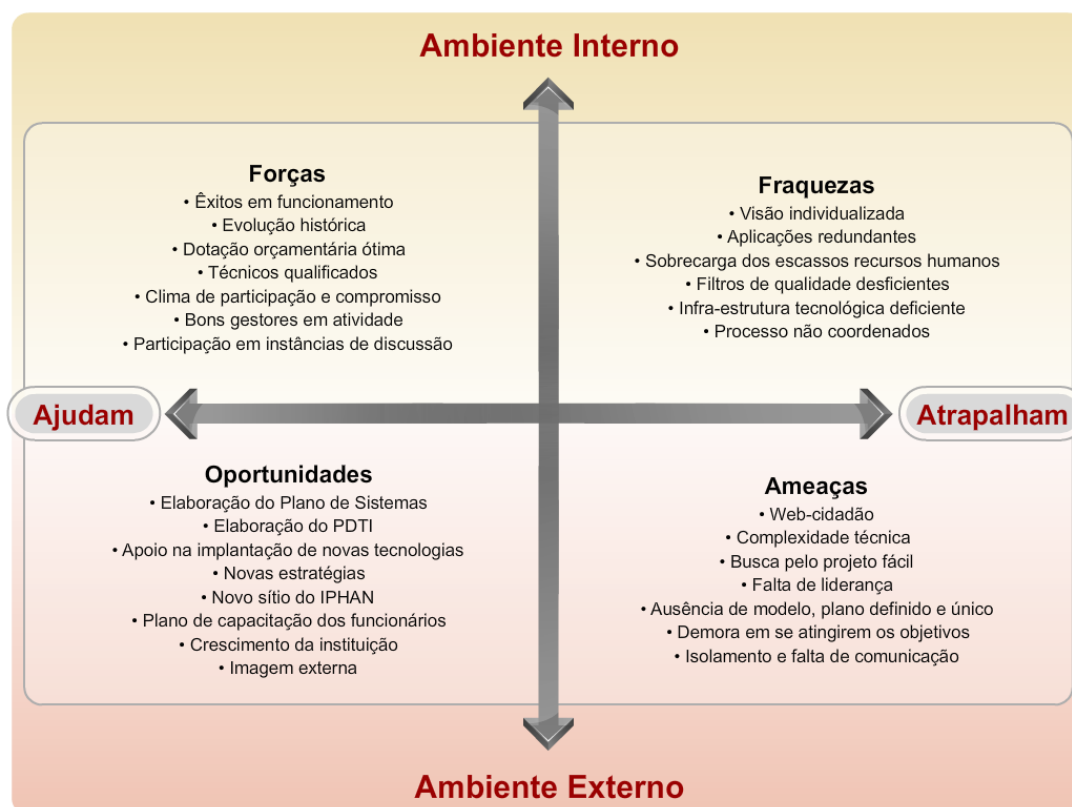 Ambiente Interno
Forças
• Êxitos em funcionamento
• Evolução histórica
• Dotação orçamentária ótima
• Técnicos qualificados
• Clima de participação e compromisso
• Bons gestores em atividade
• Participação em instâncias de discussão
Fraquezas
• Visão individualizada
• Aplicações redundantes
• Sobrecarga dos escassos recursos humanos
• Filtros de qualidade desficientes
• Infra-estrutura tecnológica deficiente
• Processo não coordenados
Ajudam
Atrapalham
Oportunidades
• Elaboração do Plano de Sistemas
• Elaboração do PDTI
• Apoio na implantação de novas tecnologias
• Novas estratégias
• Novo sítio do IPHAN
• Plano de capacitação dos funcionários
• Crescimento da instituição
• Imagem externa
Ameaças
• Web-cidadão
• Complexidade técnica
• Busca pelo projeto fácil
• Falta de liderança
• Ausência de modelo, plano definido e único
• Demora em se atingirem os objetivos
• Isolamento e falta de comunicação
Ambiente Externo